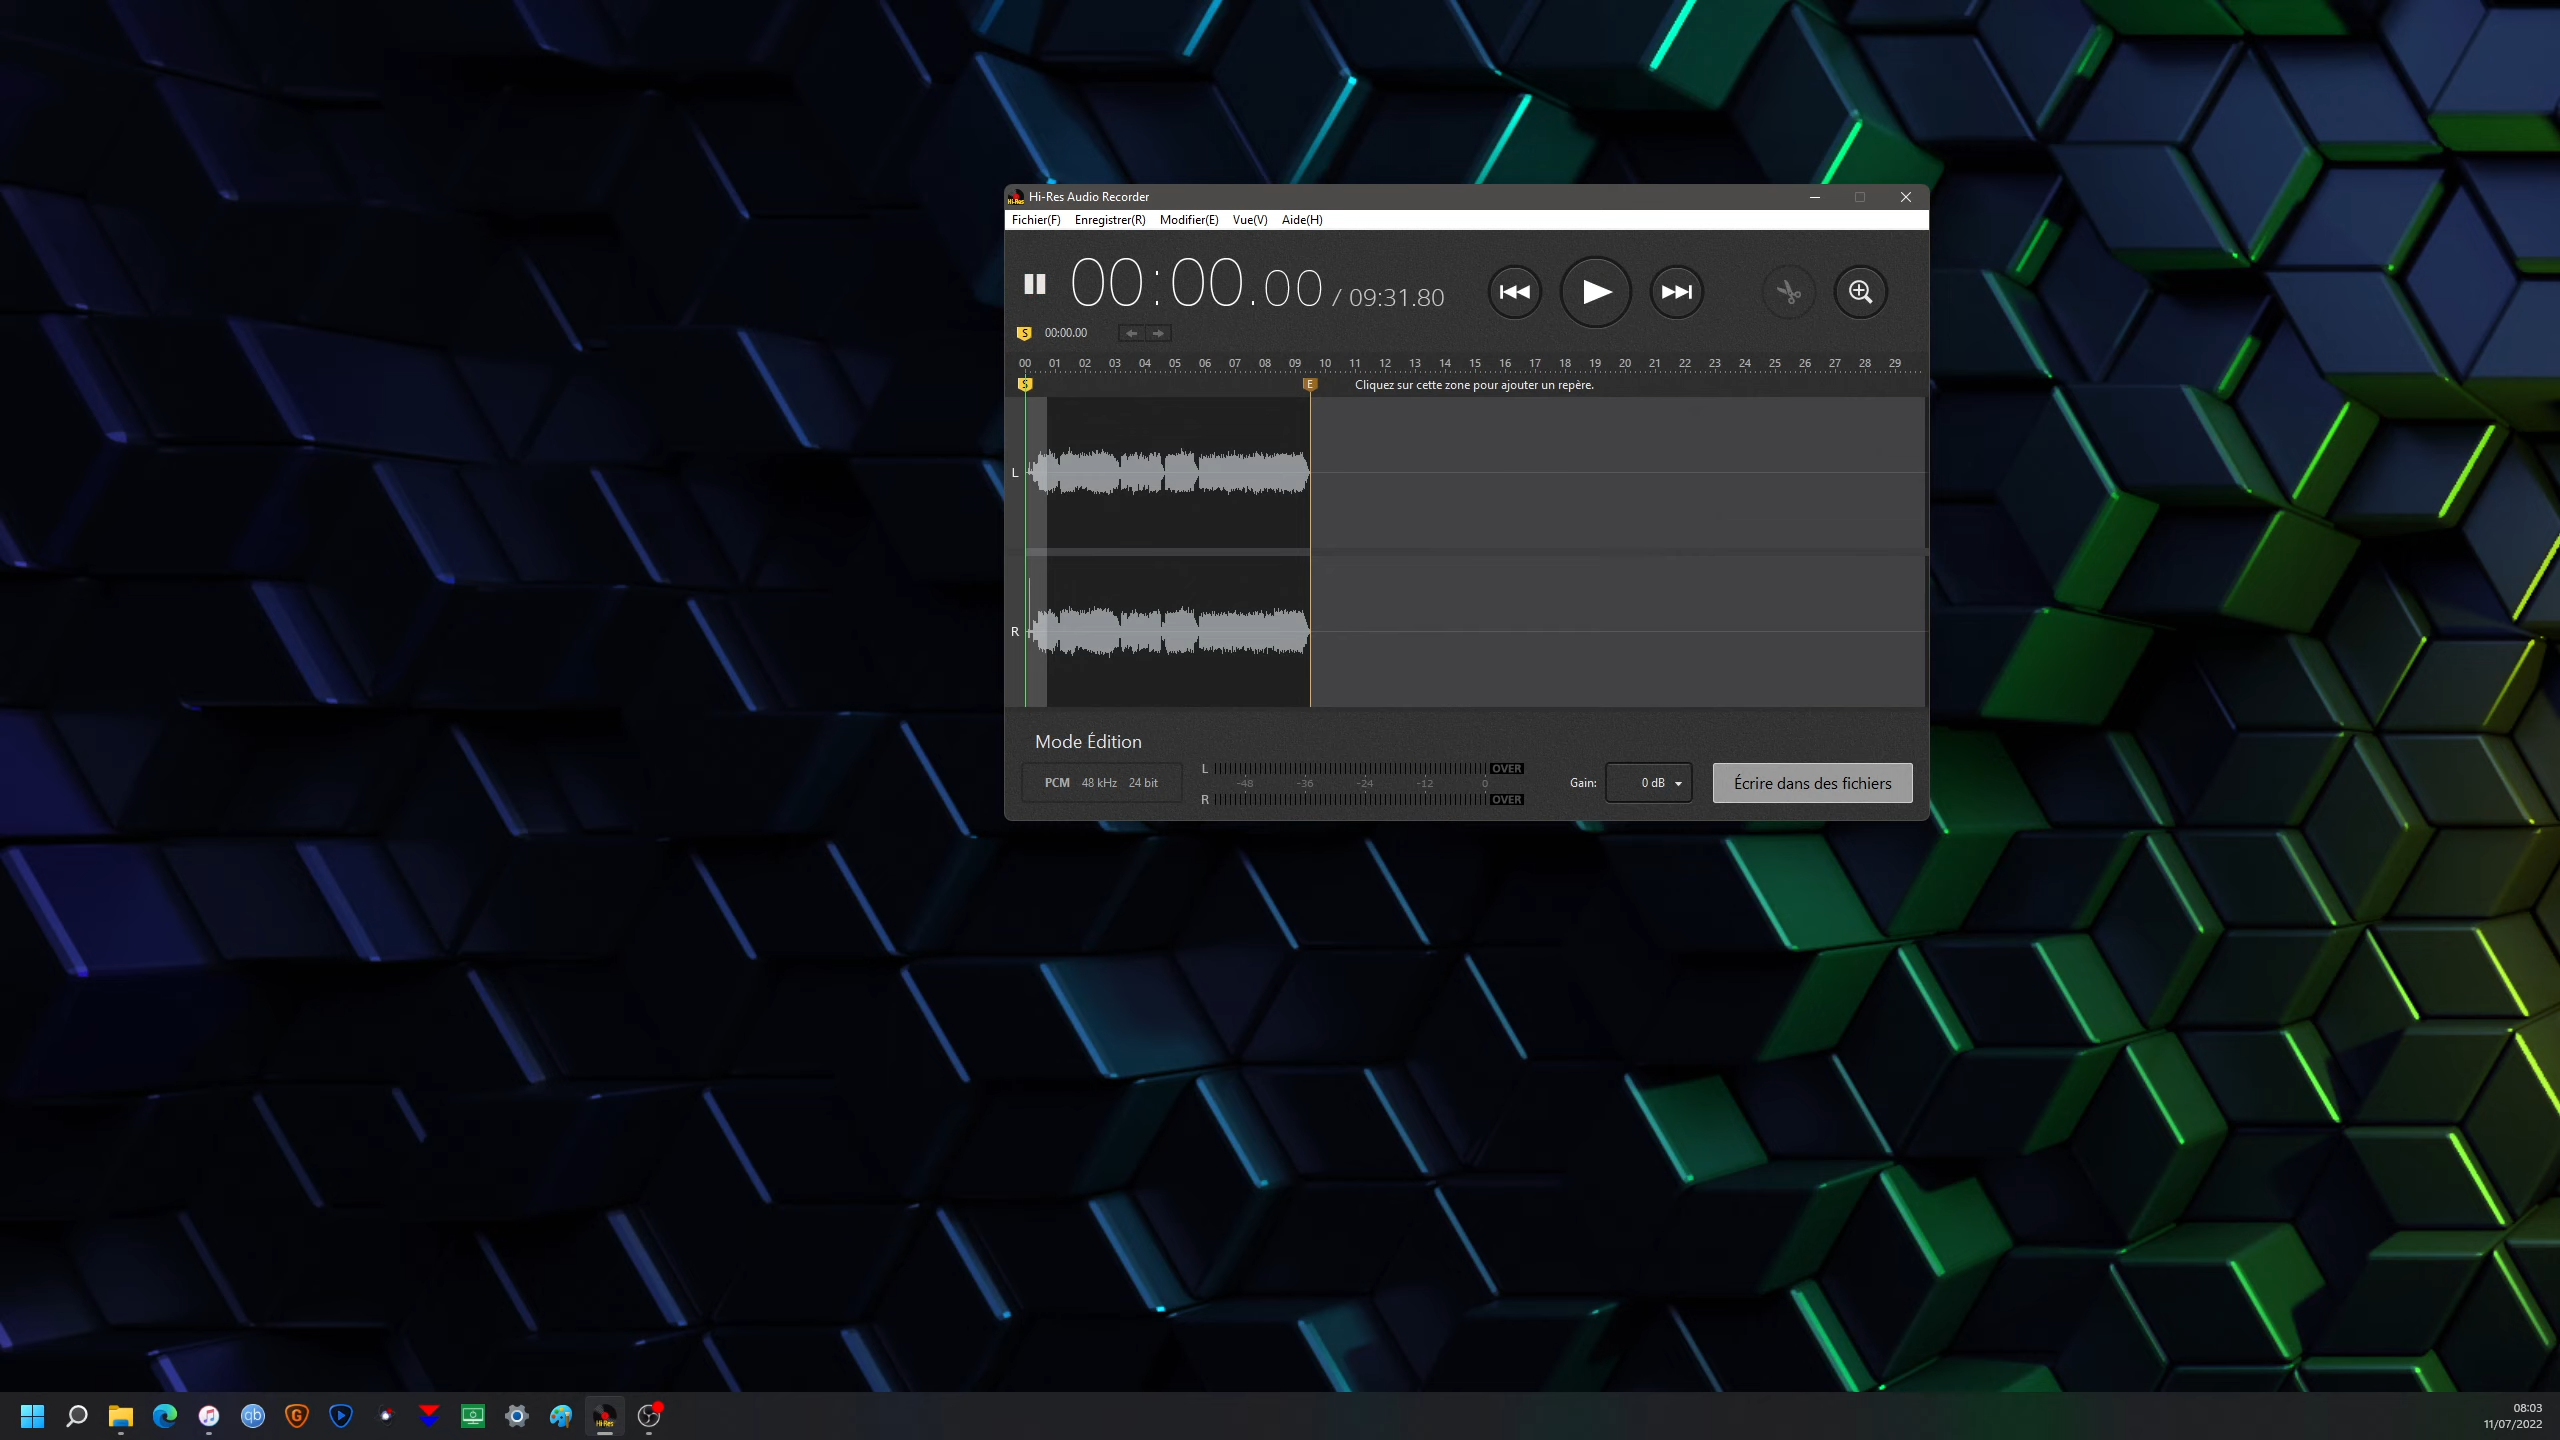 Hi-Res Audio Recorder
Fichier(F) Enregistrer(R) Modifier(E) Vue(V) Aide(H)
00:00.00 / 09:31.80
S 00:00.00
00 01 02 03 04 05 06 07 08 09 10 11 12 13 14 15 16 17 18 19 20 21 22 23 24 25 26 27 28 29
S E Cliquez sur cette zone pour ajouter un repère.
L
R
Mode Édition
PCM 48 kHz 24 bit
L OVER
-48 -36 -24 -12 0
R OVER
Gain: 0 dB
Écrire dans des fichiers
qb
G
Hi-Res
08:03
11/07/2022